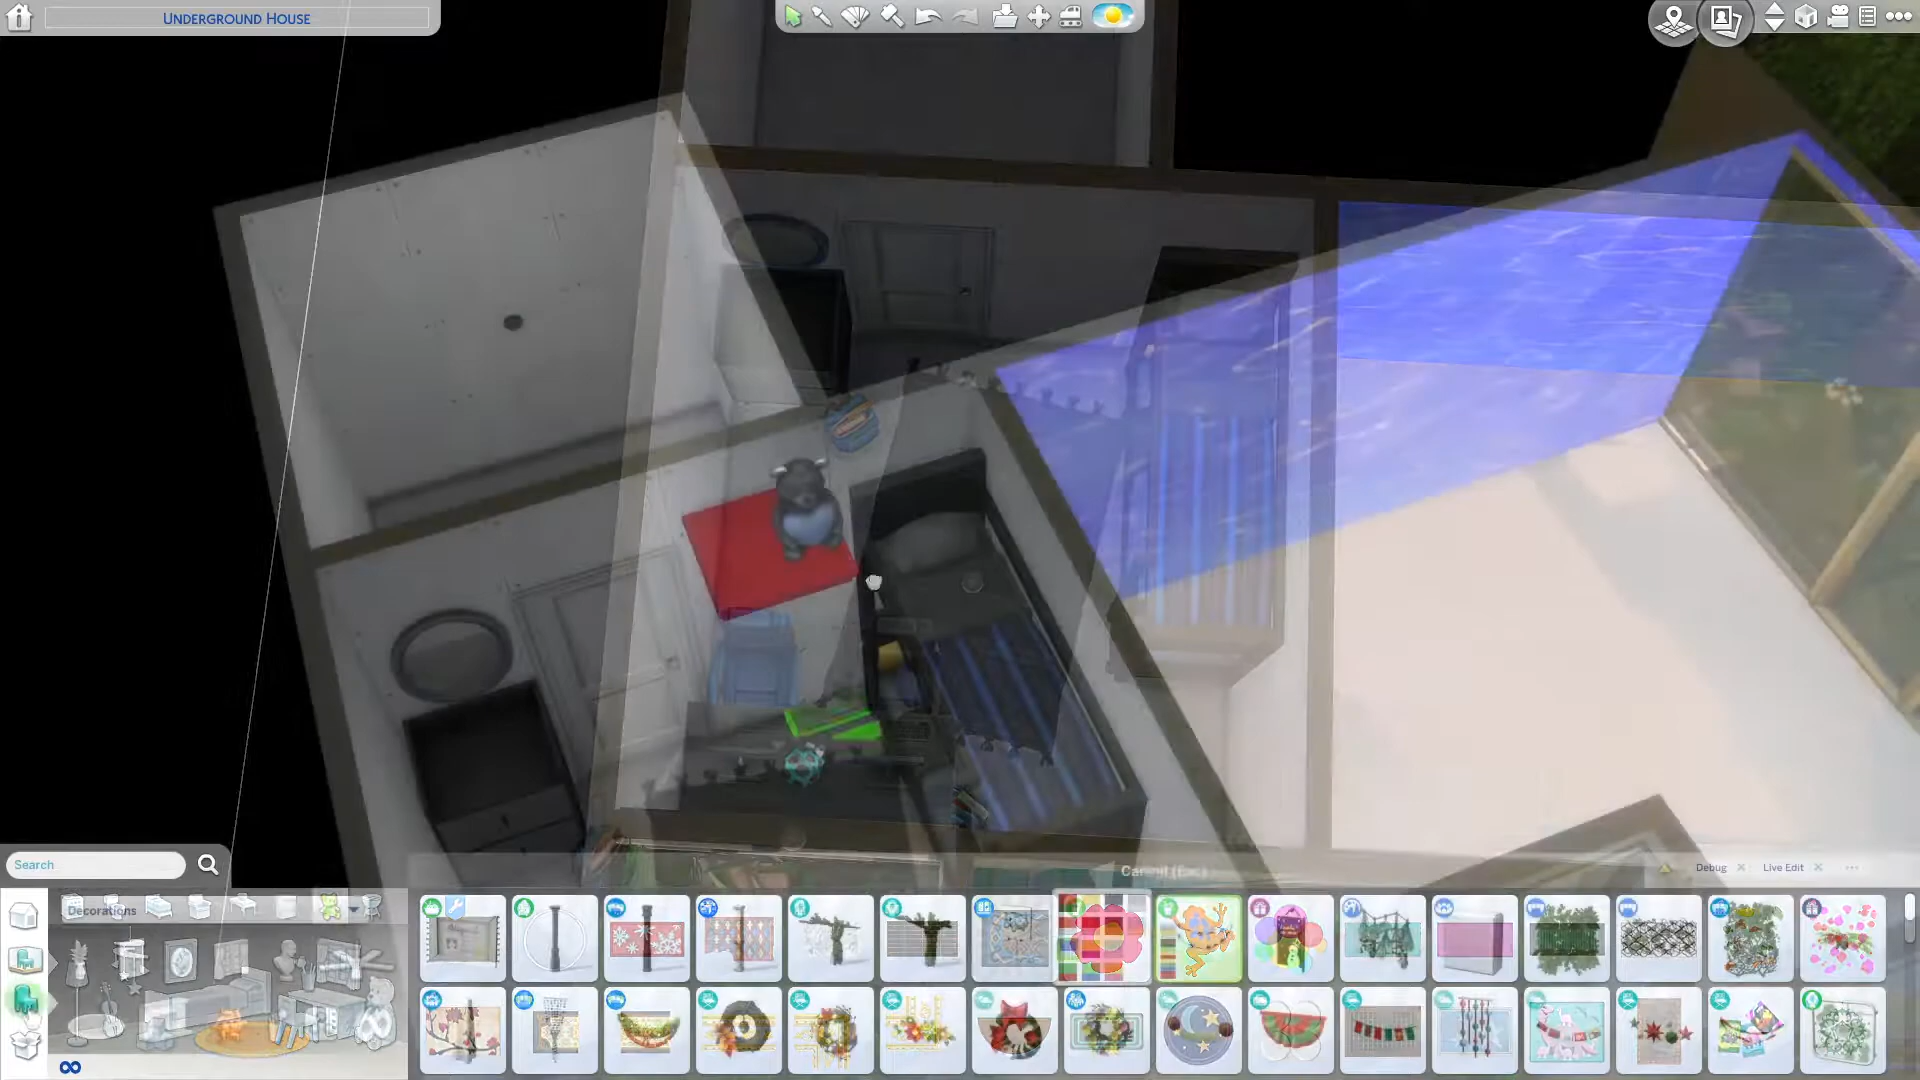 Underground House
Search
Decorations
Debug
Live Edit